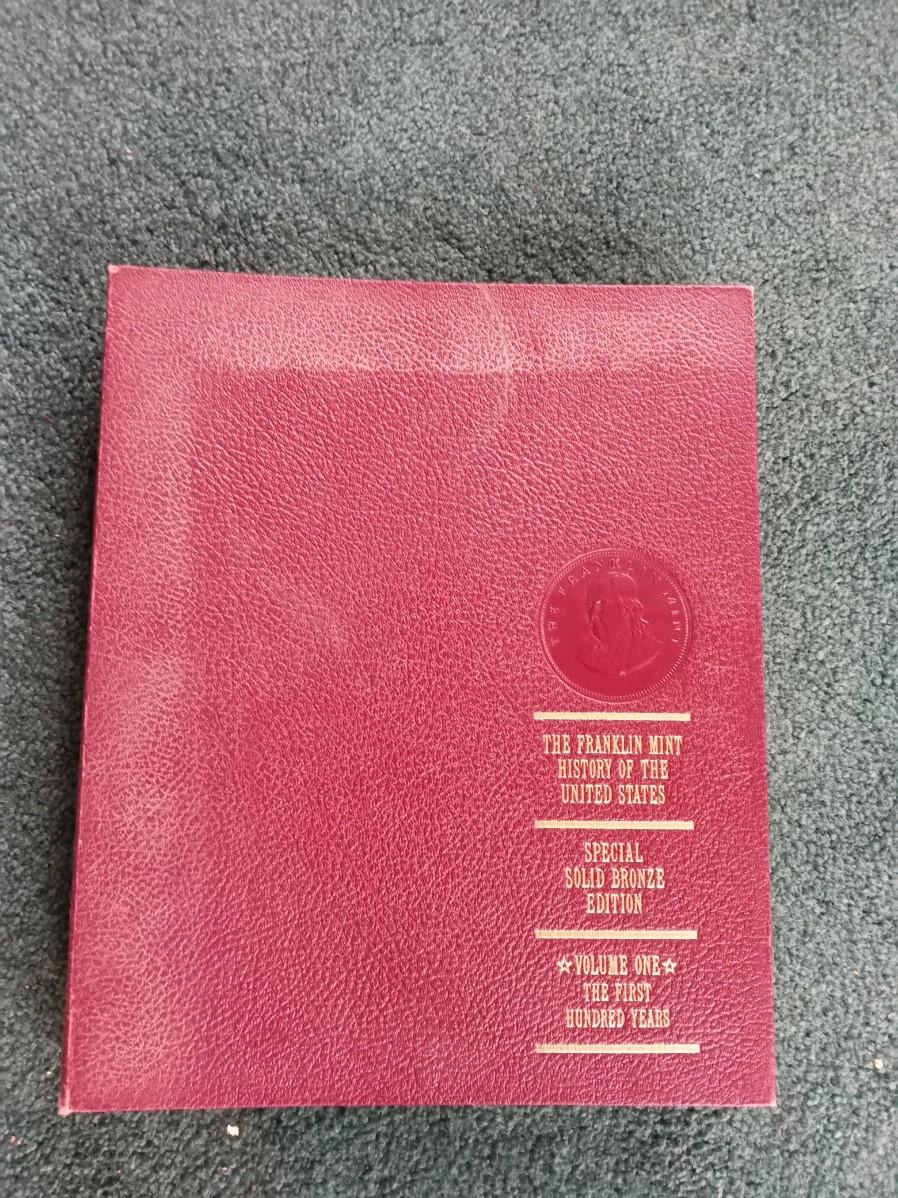 THE FRANKLIN MINT
THE FRANKLIN MINT
HISTORY OF THE
UNITED STATES
SPECIAL
SOLID BRONZE
EDITION
☆VOLUME ONE☆
THE FIRST
HUNDRED YEARS